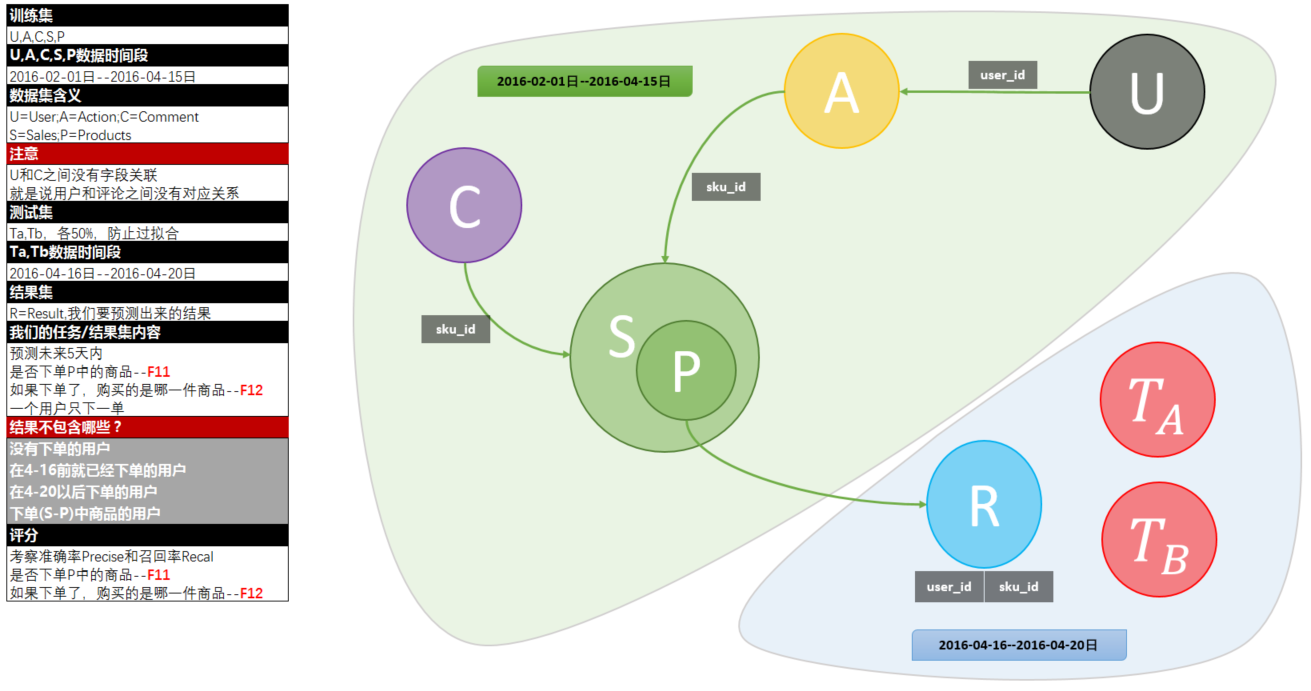 训练集
U,A,C,S,P
U,A,C,S,P数据时间段
2016-02-01日--2016-04-15日
数据集含义
U=User;A=Action;C=Comment
S=Sales;P=Products
注意
U和C之间没有字段关联
就是说用户和评论之间没有对应关系
测试集
Ta,Tb，各50%，防止过拟合
Ta,Tb数据时间段
2016-04-16日--2016-04-20日
结果集
R=Result,我们要预测出来的结果
我们的任务/结果集内容
预测未来5天内
是否下单P中的商品--F11
如果下单了，购买的是哪一件商品--F12
一个用户只下一单
结果不包含哪些？
没有下单的用户
在4-16前就已经下单的用户
在4-20以后下单的用户
下单(S-P)中商品的用户
评分
考察准确率Precise和召回率Recal
是否下单P中的商品--F11
如果下单了，购买的是哪一件商品--F12
2016-02-01日--2016-04-15日
A
user_id
U
sku_id
C
sku_id
S
P
T_A
R
T_B
user_id
sku_id
2016-04-16--2016-04-20日